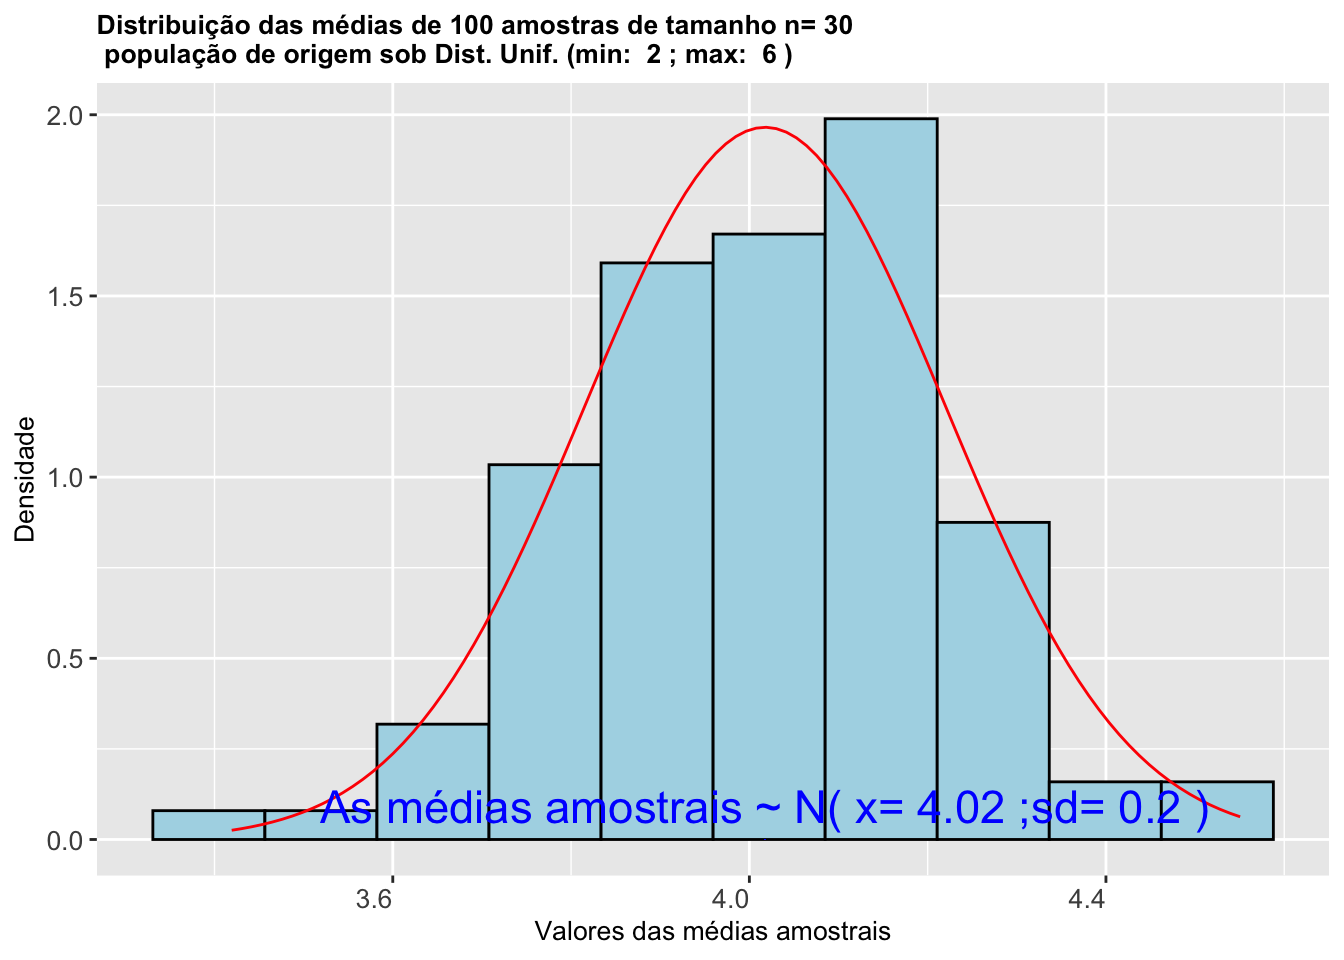 Distribuição das médias de 100 amostras de tamanho n= 30
população de origem sob Dist. Unif. (min:  2 ; max:  6 )
2.0
1.5
1.0
0.5
0.0
Densidade
As médias amostrais ~ N( x= 4.02 ;sd= 0.2 )
3.6
4.0
4.4
Valores das médias amostrais